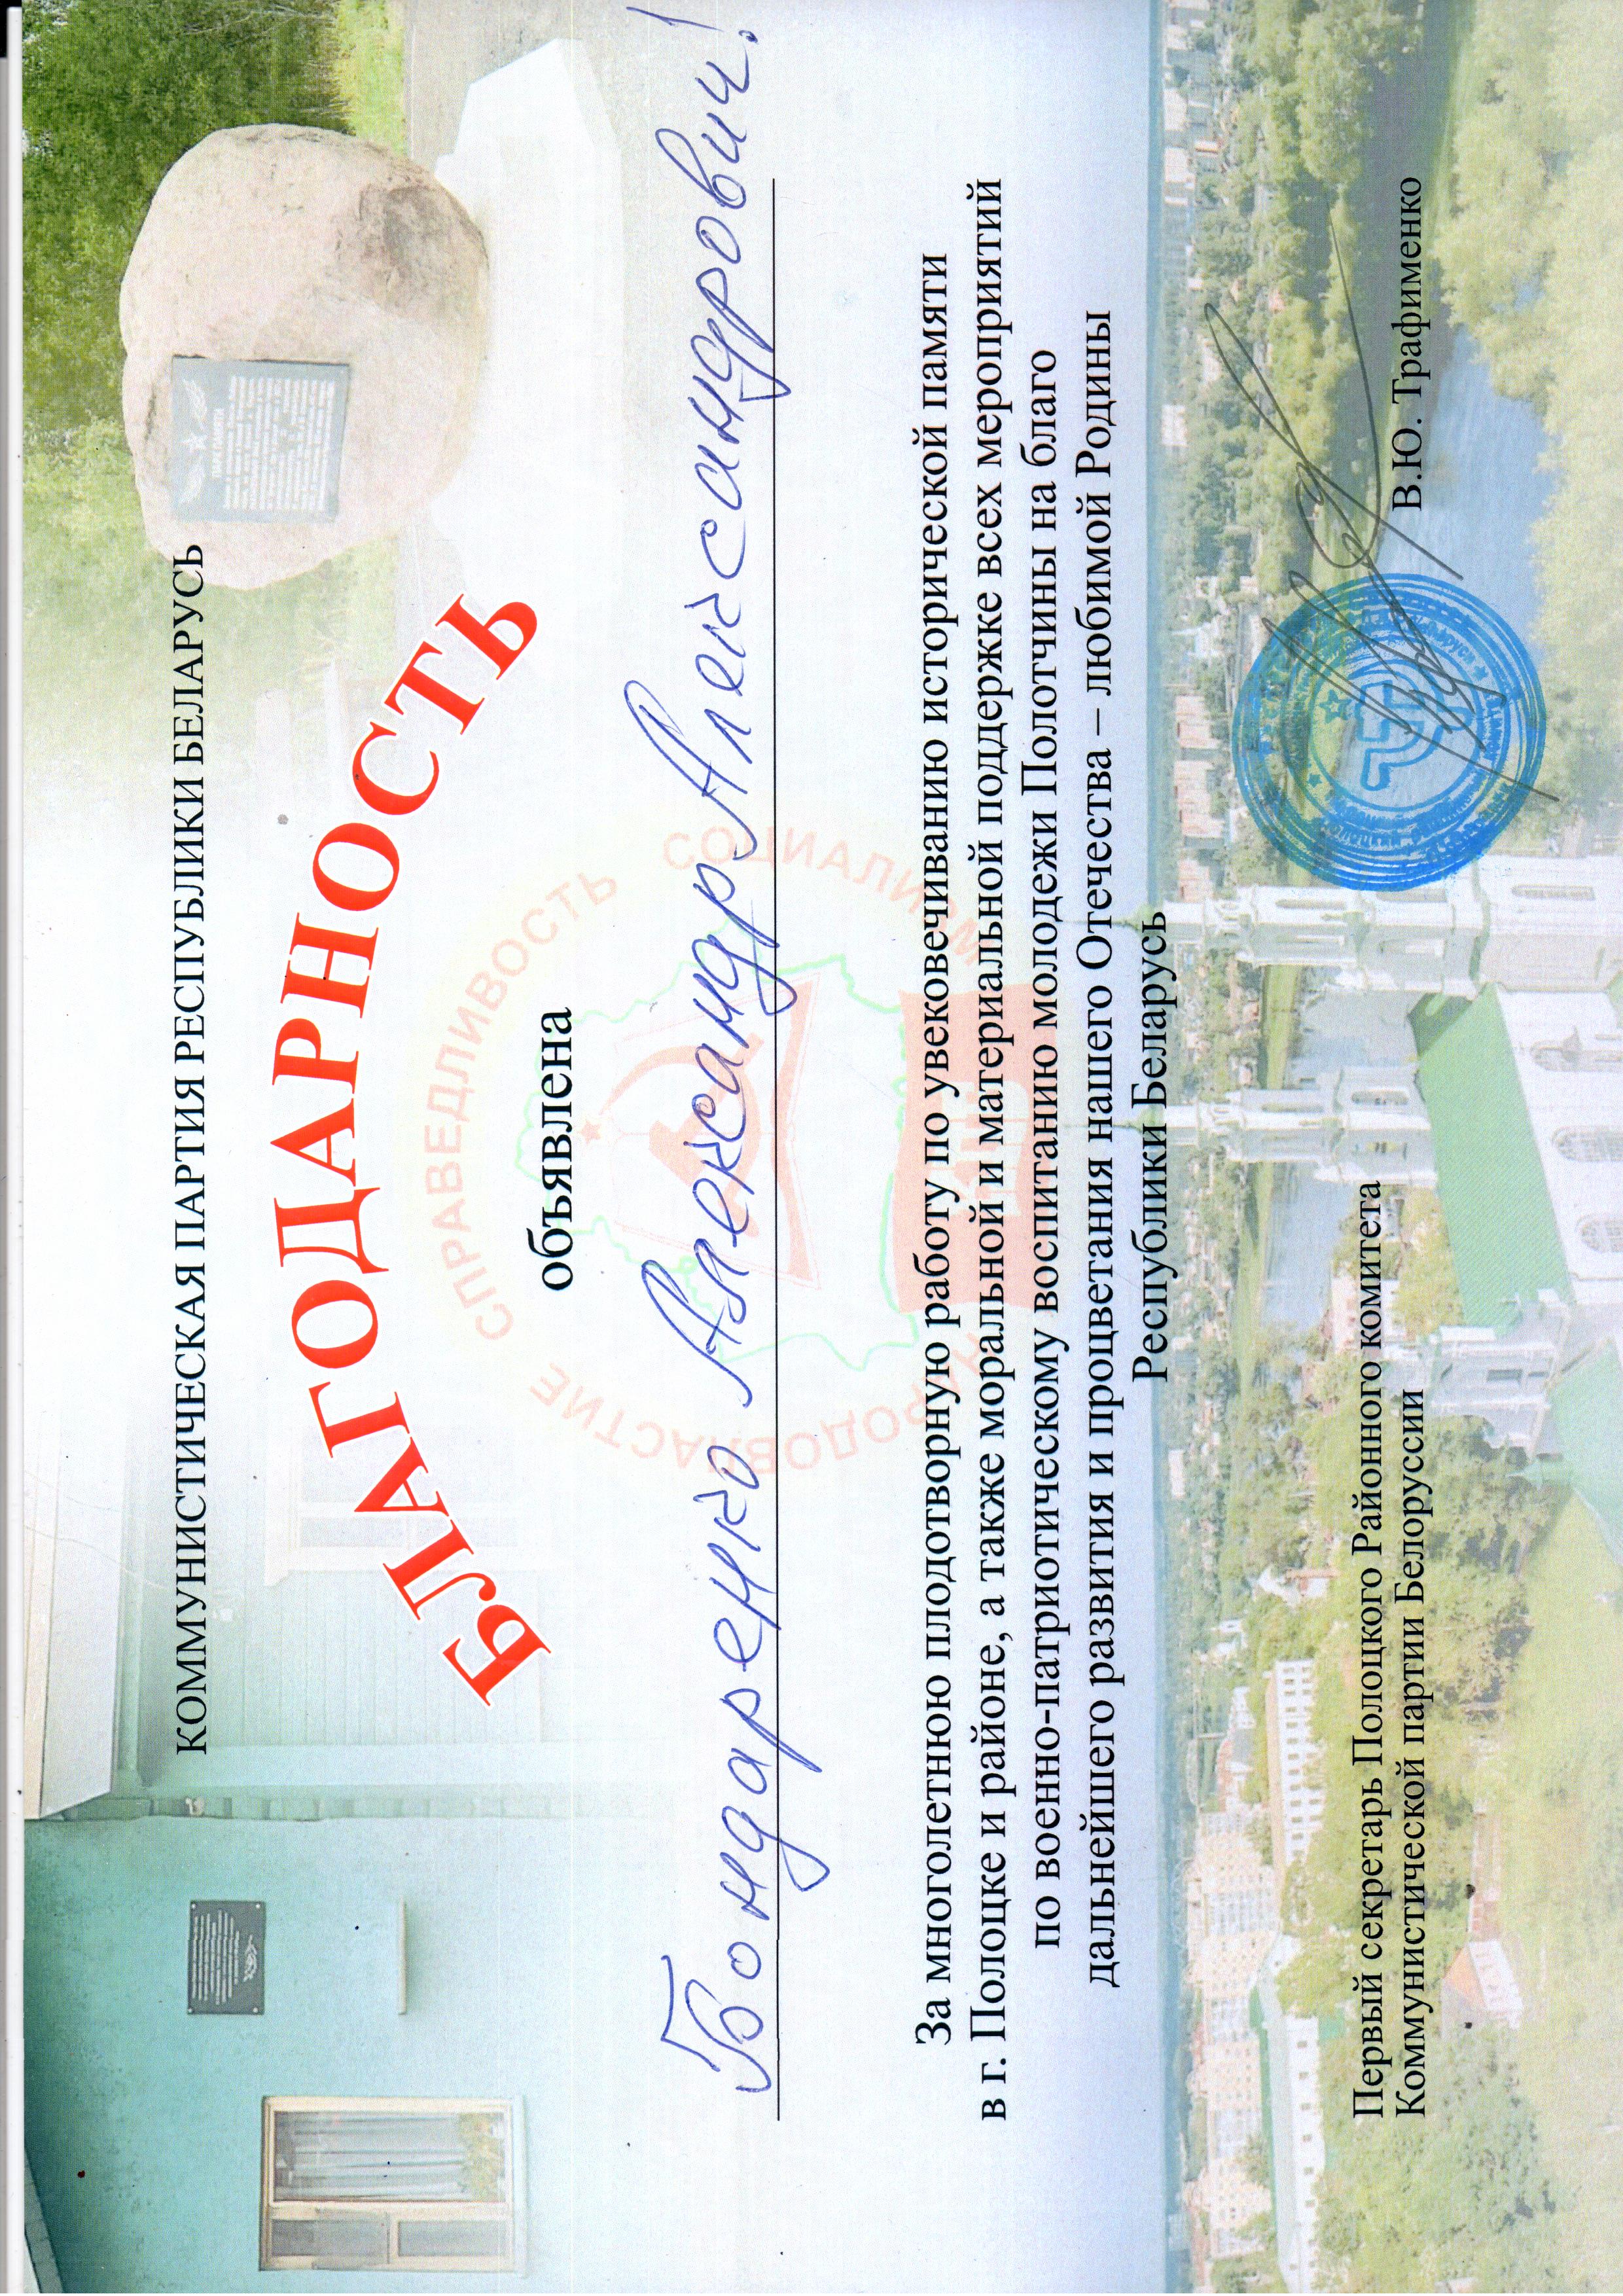 КОММУНИСТИЧЕСКАЯ ПАРТИЯ РЕСПУБЛИКИ БЕЛАРУСЬ
ПАРК ПАМЯТИ
БЛАГОДАРНОСТЬ
НАРОДОВЛАСТИЕ СПРАВЕДЛИВОСТЬ СОЦИАЛИЗМ
объявлена
Бондаренко Александр Александрович!
За многолетнюю плодотворную работу по увековечиванию исторической памяти
в г. Полоцке и районе, а также моральной и материальной поддержке всех мероприятий
по военно-патриотическому воспитанию молодежи Полотчины на благо
дальнейшего развития и процветания нашего Отечества – любимой Родины
Республики Беларусь
Первый секретарь Полоцкого Районного комитета
Коммунистической партии Белоруссии
В.Ю. Трафименко